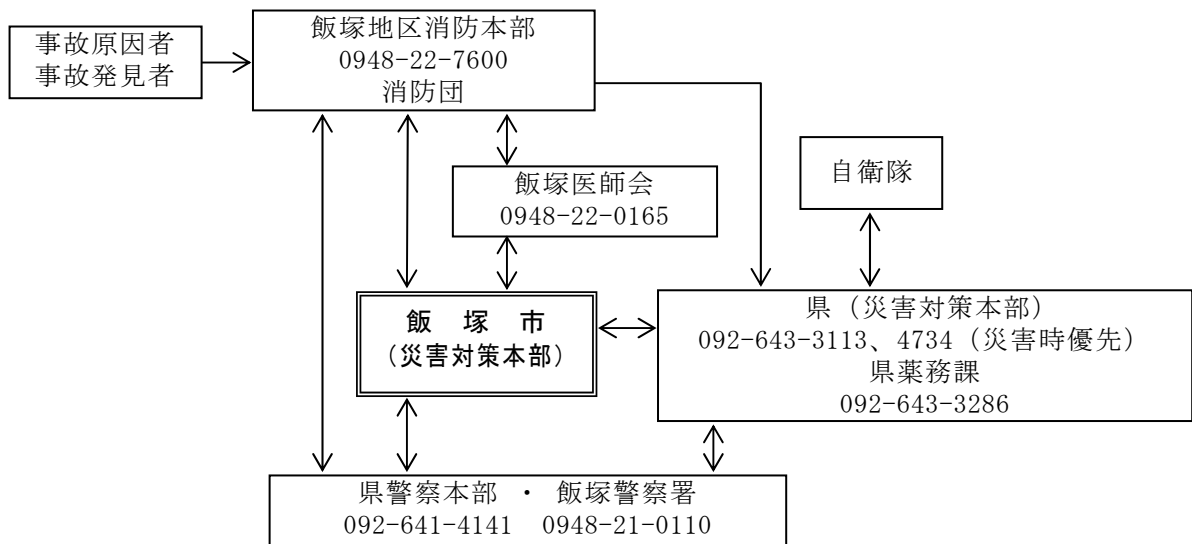 事故原因者
事故発見者
飯塚地区消防本部
0948-22-7600
消防団
飯塚医師会
0948-22-0165
自衛隊
飯 塚 市
(災害対策本部)
県（災害対策本部）
092-643-3113、4734（災害時優先）
県薬務課
092-643-3286
県警察本部 ・ 飯塚警察署
092-641-4141 0948-21-0110